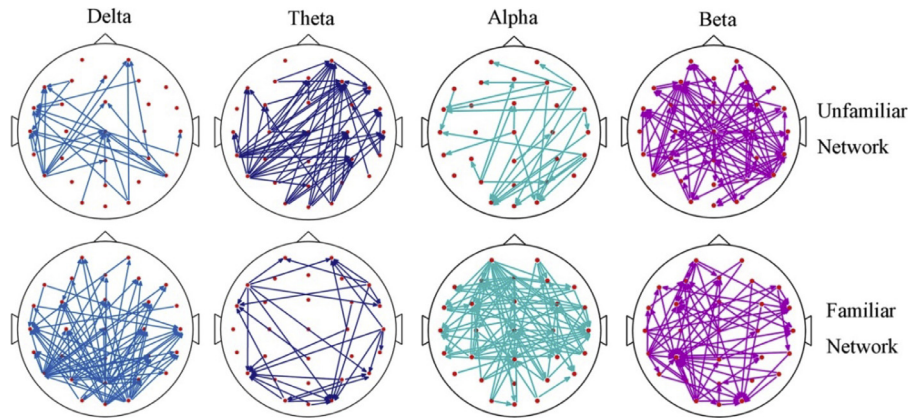 Delta Theta Alpha Beta
Unfamiliar
Network
Familiar
Network